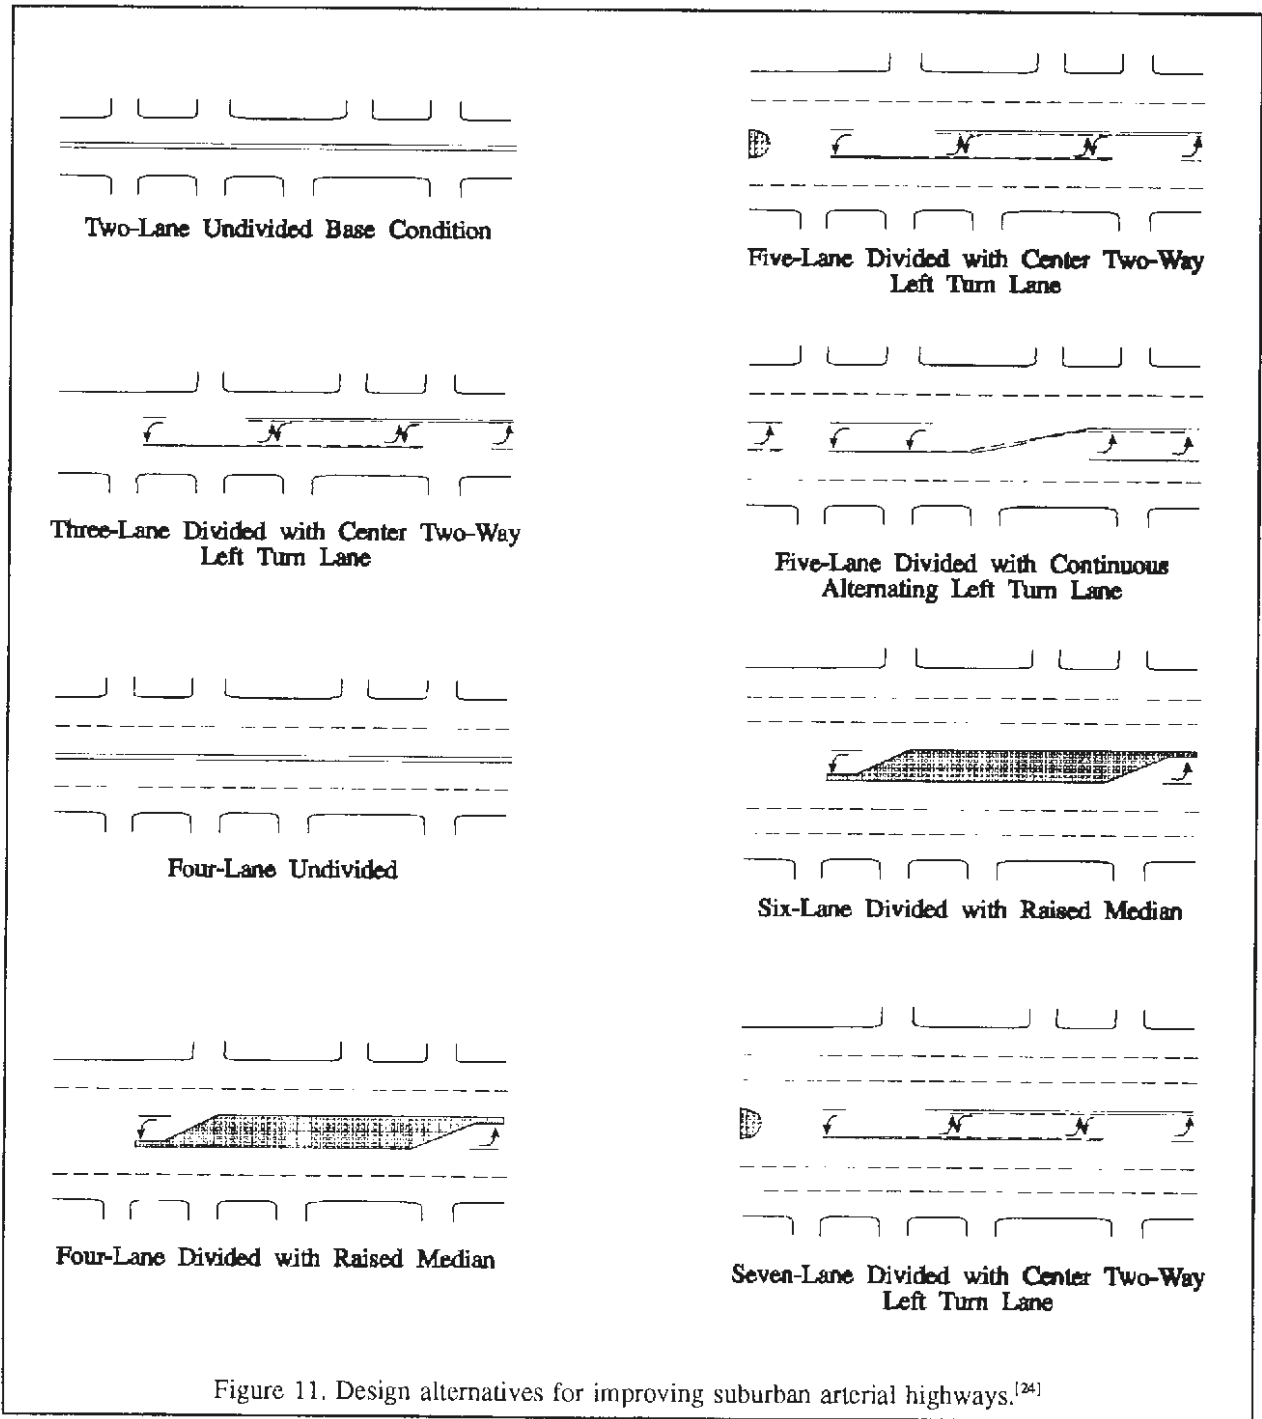 Two-Lane Undivided Base Condition
Three-Lane Divided with Center Two-Way
Left Turn Lane
Four-Lane Undivided
Four-Lane Divided with Raised Median
Five-Lane Divided with Center Two-Way
Left Turn Lane
Five-Lane Divided with Continuous
Alternating Left Turn Lane
Six-Lane Divided with Raised Median
Seven-Lane Divided with Center Two-Way
Left Turn Lane
Figure 11. Design alternatives for improving suburban arterial highways.[24]